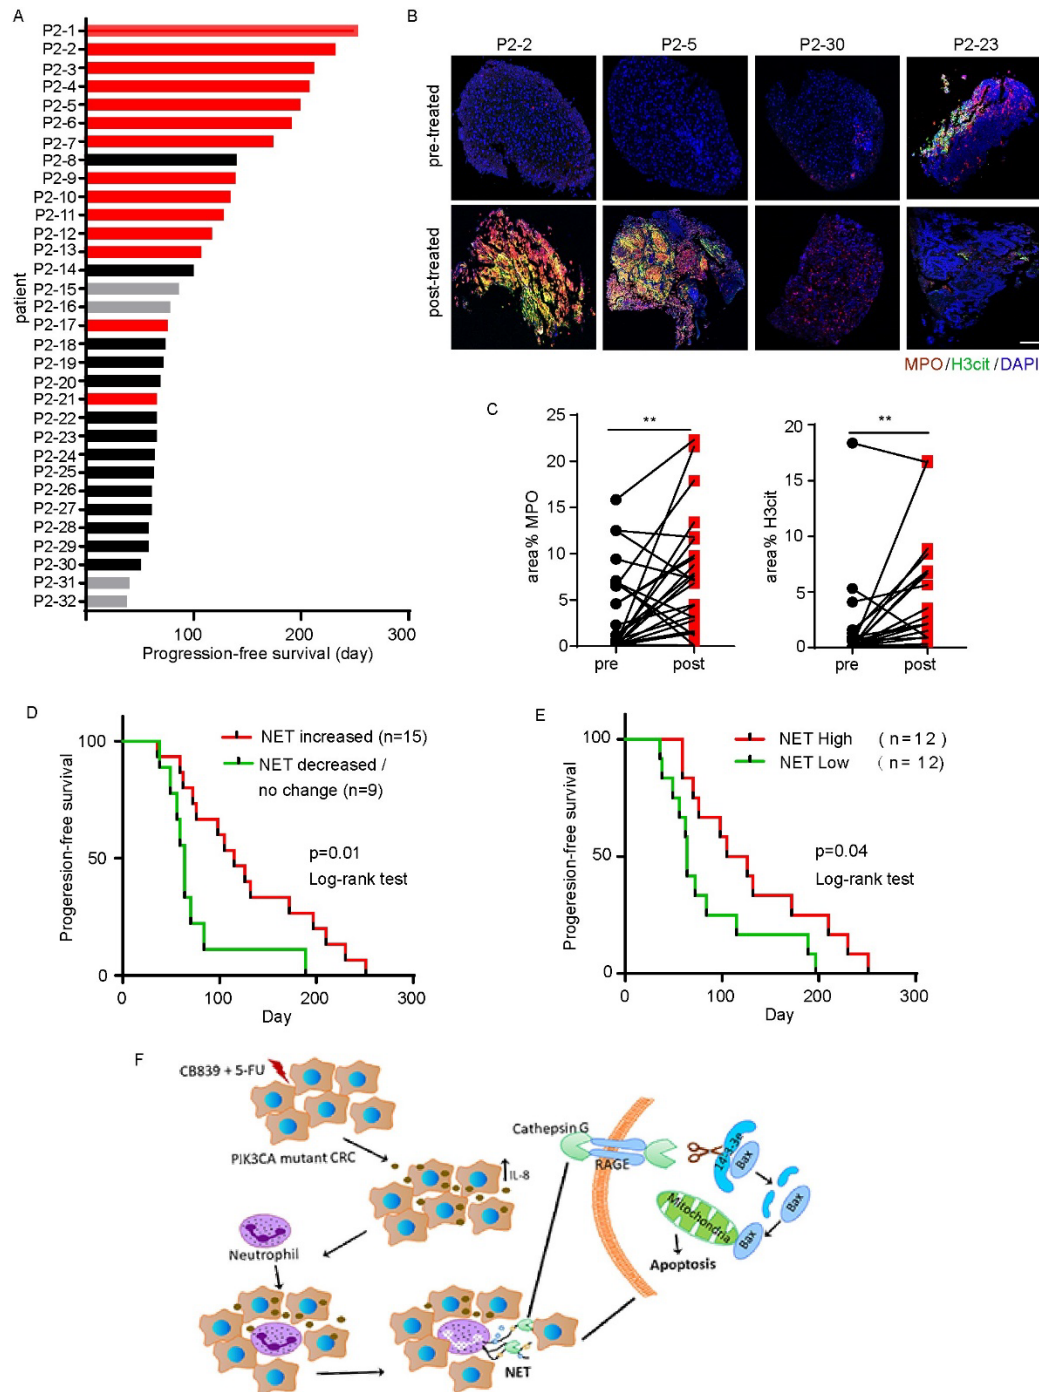 A
P2-1
P2-2
P2-3
P2-4
P2-5
P2-6
P2-7
P2-8
P2-9
P2-10
P2-11
P2-12
P2-13
P2-14
P2-15
P2-16
P2-17
P2-18
P2-19
P2-20
P2-21
P2-22
P2-23
P2-24
P2-25
P2-26
P2-27
P2-28
P2-29
P2-30
P2-31
P2-32
patient
100 200 300
Progression-free survival (day)
B
P2-2 P2-5 P2-30 P2-23
pre-treated
post-treated
MPO/H3cit/DAPI
C
**
25
20
15
10
5
0
area% MPO
pre post
**
20
15
10
5
0
area% H3cit
pre post
D
NET increased (n=15)
NET decreased /
no change (n=9)
p=0.01
Log-rank test
100
50
0
Progeresion-free survival
0 100 200 300
Day
E
NET High (n=12)
NET Low (n=12)
p=0.04
Log-rank test
100
50
0
Progeresion-free survival
0 100 200 300
Day
F
CB839 + 5-FU
PIK3CA mutant CRC
IL-8
Neutrophil
NET
Cathepsin G
RAGE
14-3-3e
Bax
Bax
Mitochondria
Bax
Apoptosis